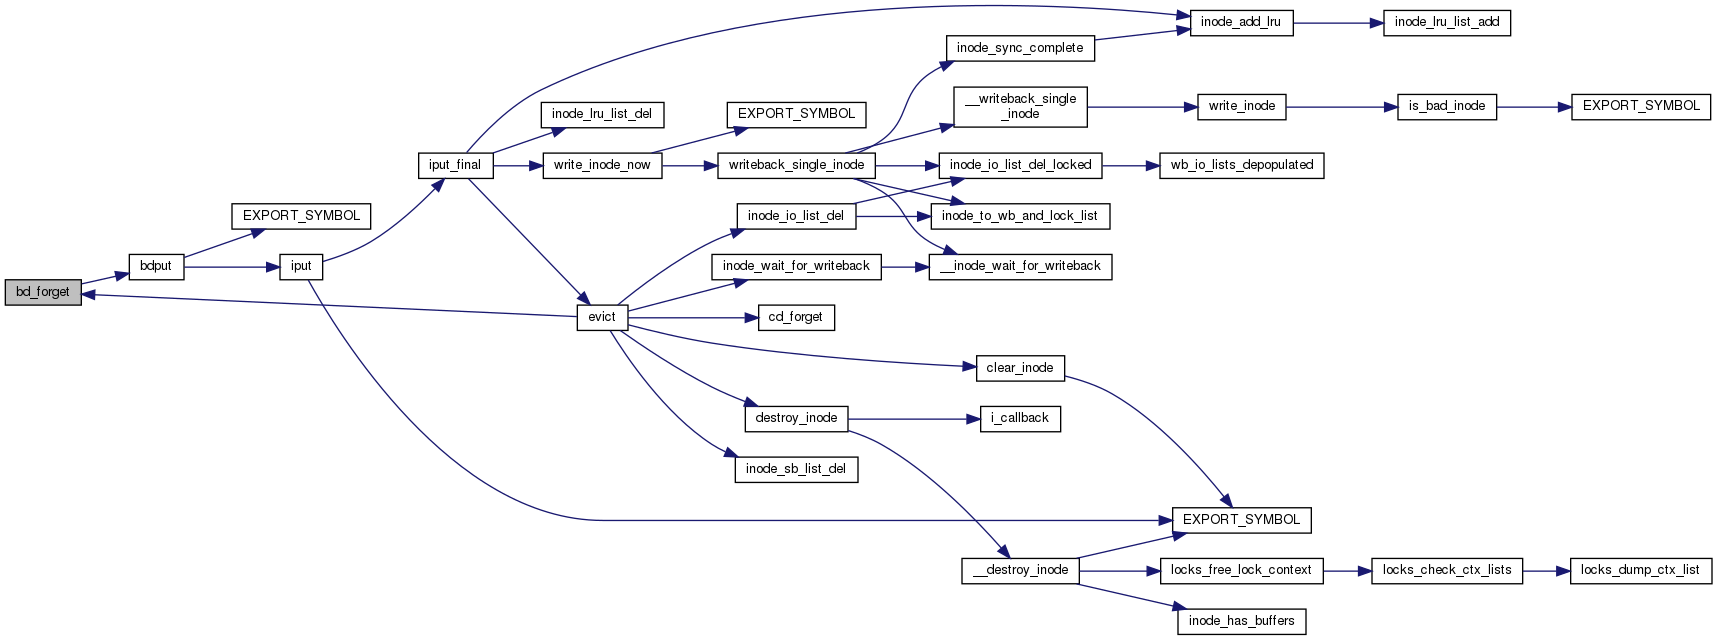 inode_add_lru
inode_lru_list_add
inode_sync_complete
__writeback_single
_inode
write_inode
is_bad_inode
EXPORT_SYMBOL
inode_lru_list_del
EXPORT_SYMBOL
iput_final
write_inode_now
writeback_single_inode
inode_io_list_del_locked
wb_io_lists_depopulated
EXPORT_SYMBOL
inode_io_list_del
inode_to_wb_and_lock_list
bdput
iput
inode_wait_for_writeback
__inode_wait_for_writeback
bd_forget
evict
cd_forget
clear_inode
destroy_inode
i_callback
inode_sb_list_del
EXPORT_SYMBOL
__destroy_inode
locks_free_lock_context
locks_check_ctx_lists
locks_dump_ctx_list
inode_has_buffers